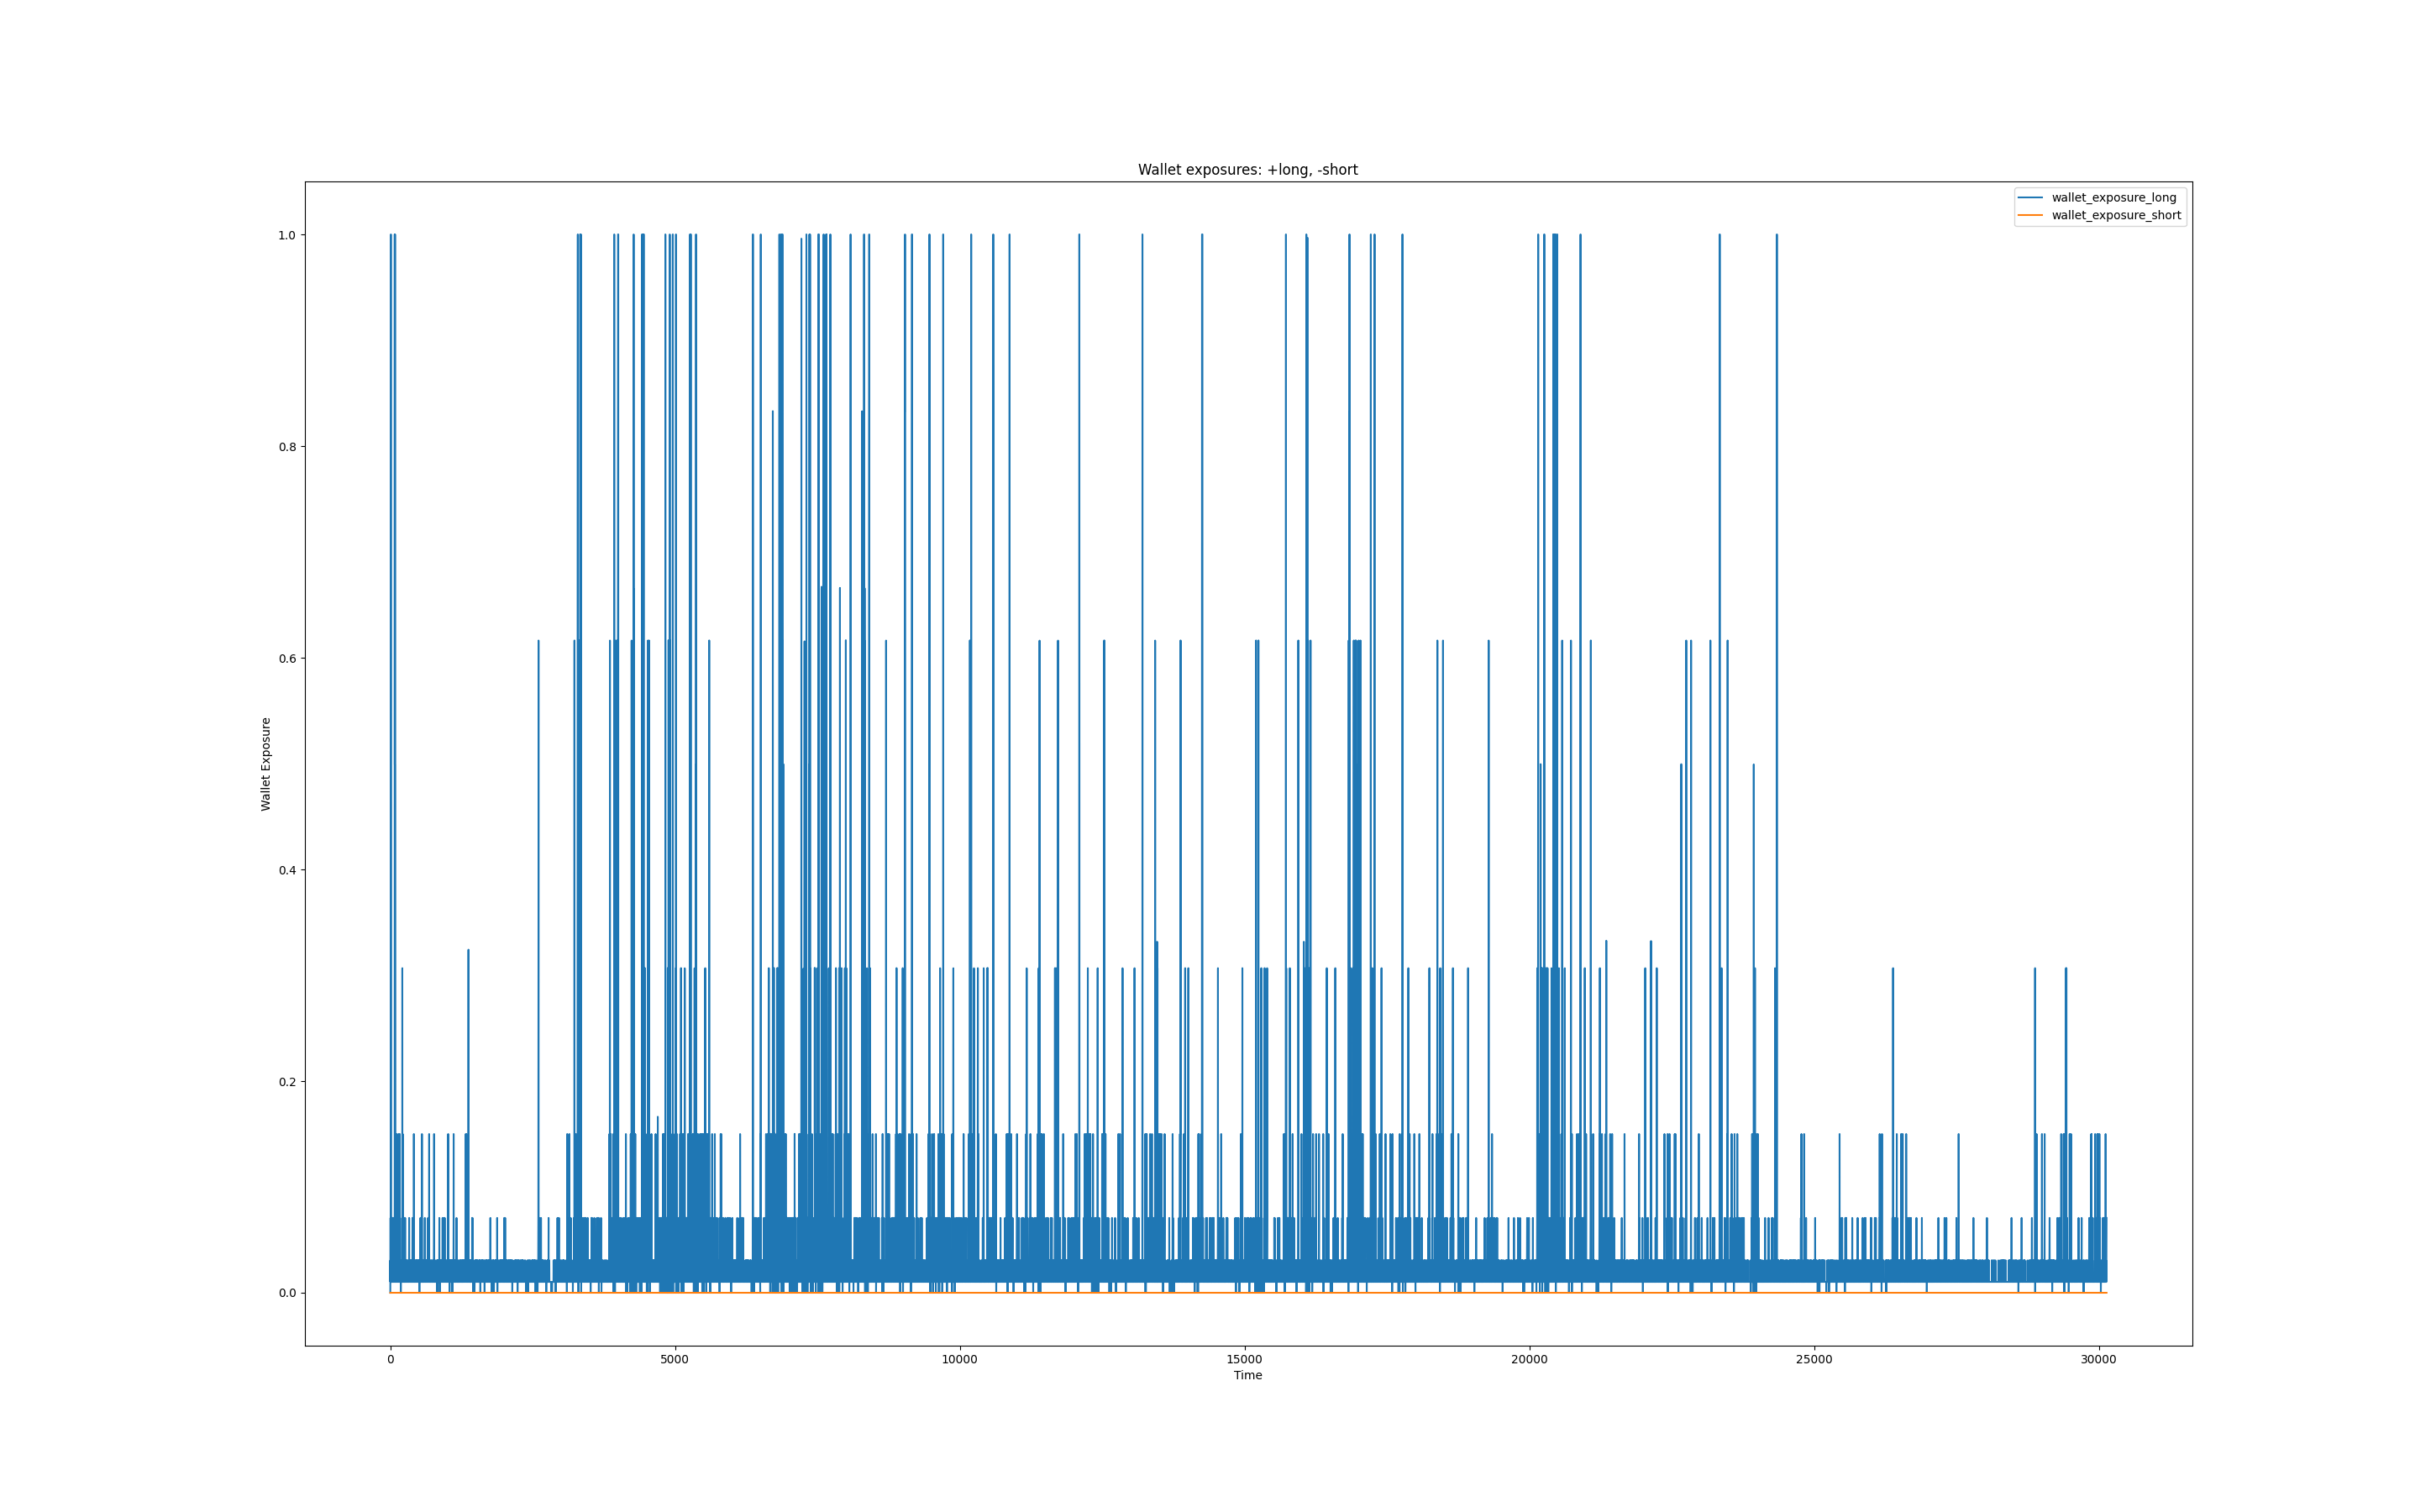 Wallet exposures: +long, -short
wallet_exposure_long
wallet_exposure_short
1.0
0.8
0.6
0.4
0.2
0.0
Wallet Exposure
0 5000 10000 15000 20000 25000 30000
Time